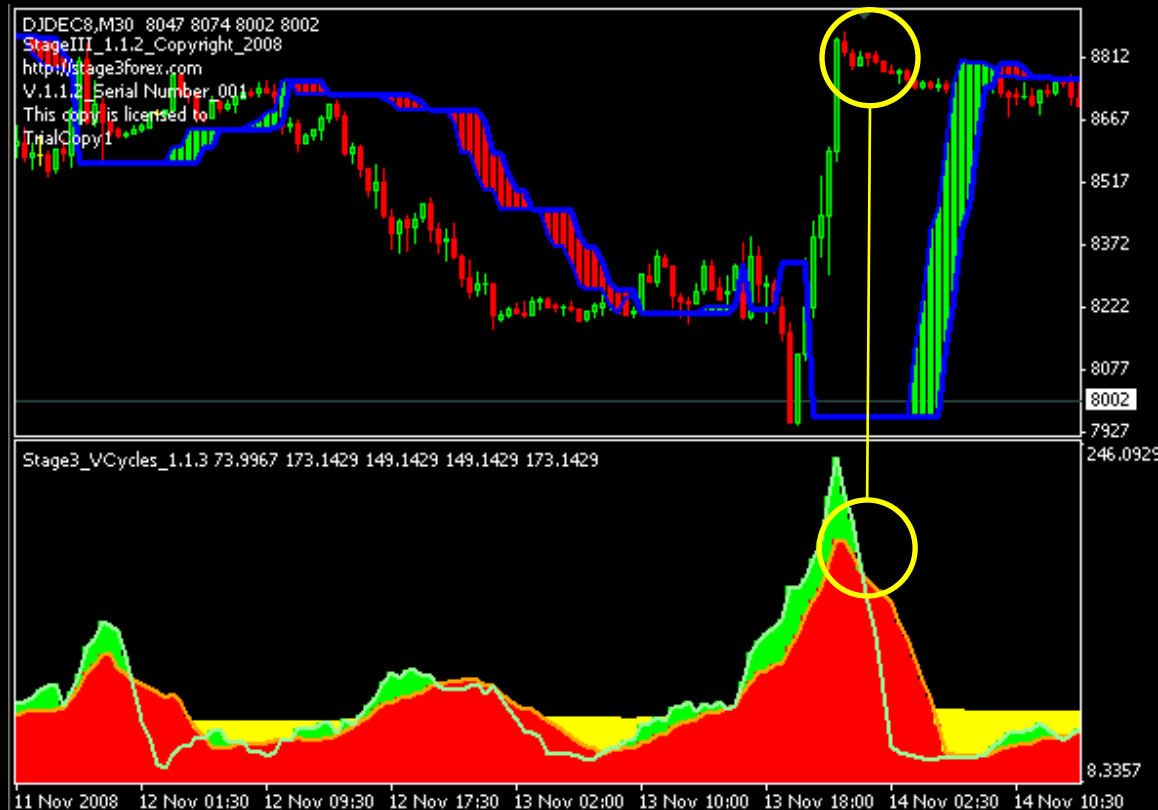 DJDEC8,M30 8047 8074 8002 8002
StageIII_1.1.2_Copyright_2008
http://stage3forex.com
V.1.1.2_Serial Number_001
This copy is licensed to
TrialCopy1
8812
8667
8517
8372
8222
8077
8002
7927
Stage3_VCycles_1.1.3 73.9967 173.1429 149.1429 149.1429 173.1429
246.0929
8.3357
11 Nov 2008 12 Nov 01:30 12 Nov 09:30 12 Nov 17:30 13 Nov 02:00 13 Nov 10:00 13 Nov 18:00 14 Nov 02:30 14 Nov 10:30